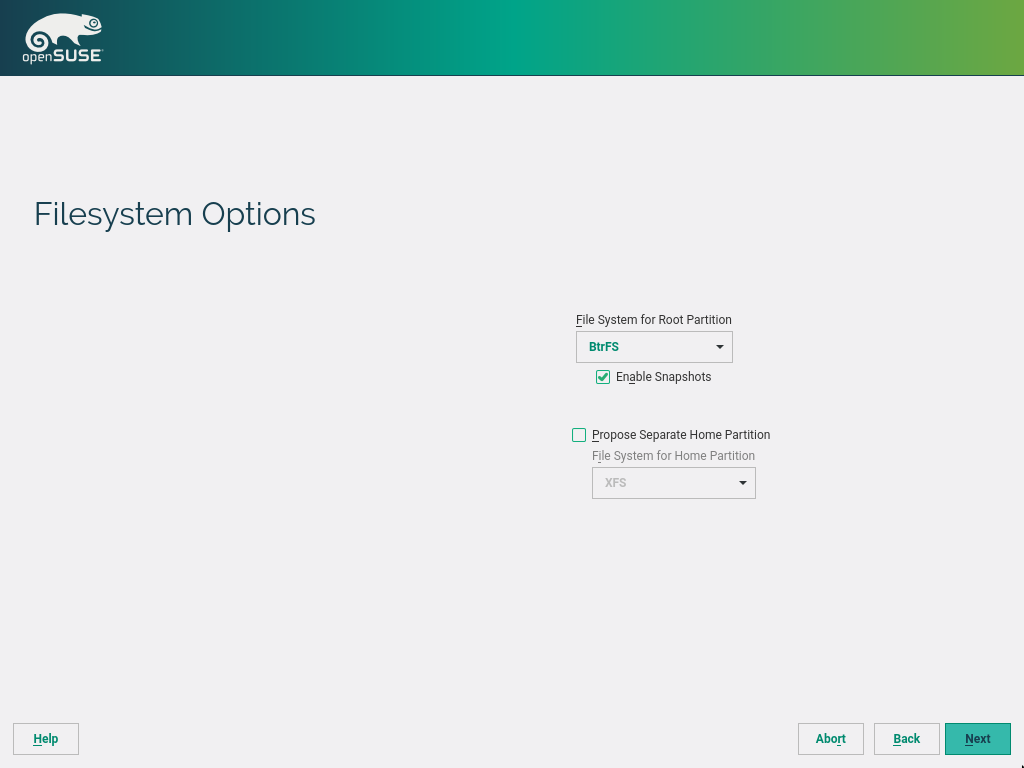 openSUSE
Filesystem Options
File System for Root Partition
BtrFS
Enable Snapshots
Propose Separate Home Partition
File System for Home Partition
XFS
Help
Abort
Back
Next